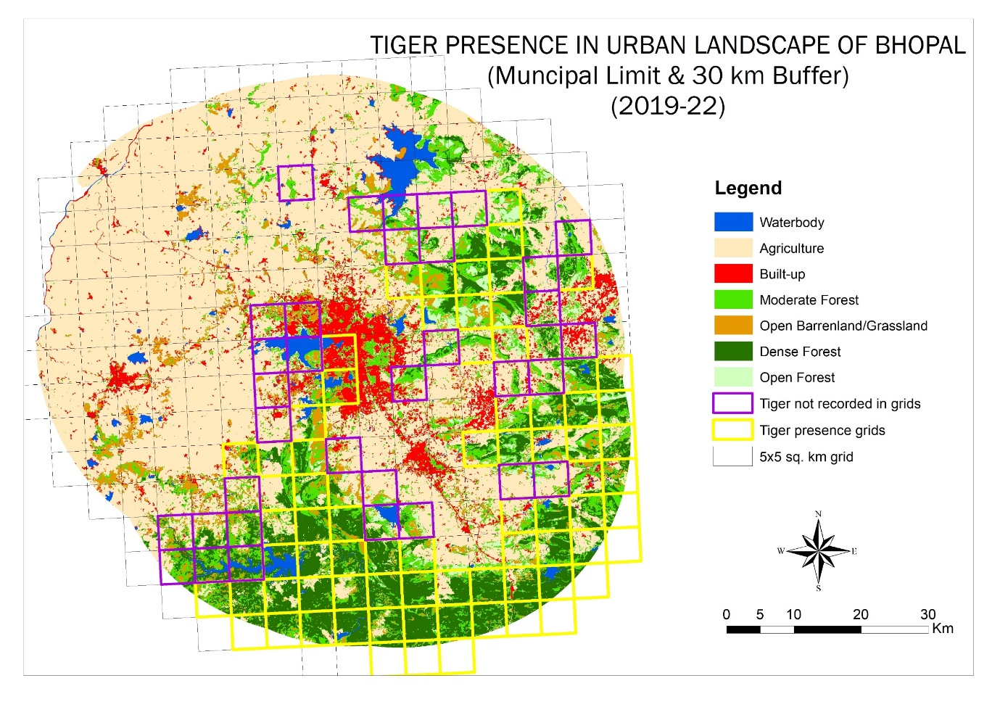 TIGER PRESENCE IN URBAN LANDSCAPE OF BHOPAL
(Muncipal Limit & 30 km Buffer)
(2019-22)
Legend
Waterbody
Agriculture
Built-up
Moderate Forest
Open Barrenland/Grassland
Dense Forest
Open Forest
Tiger not recorded in grids
Tiger presence grids
5x5 sq. km grid
N
W E
S
0 5 10 20 30
Km